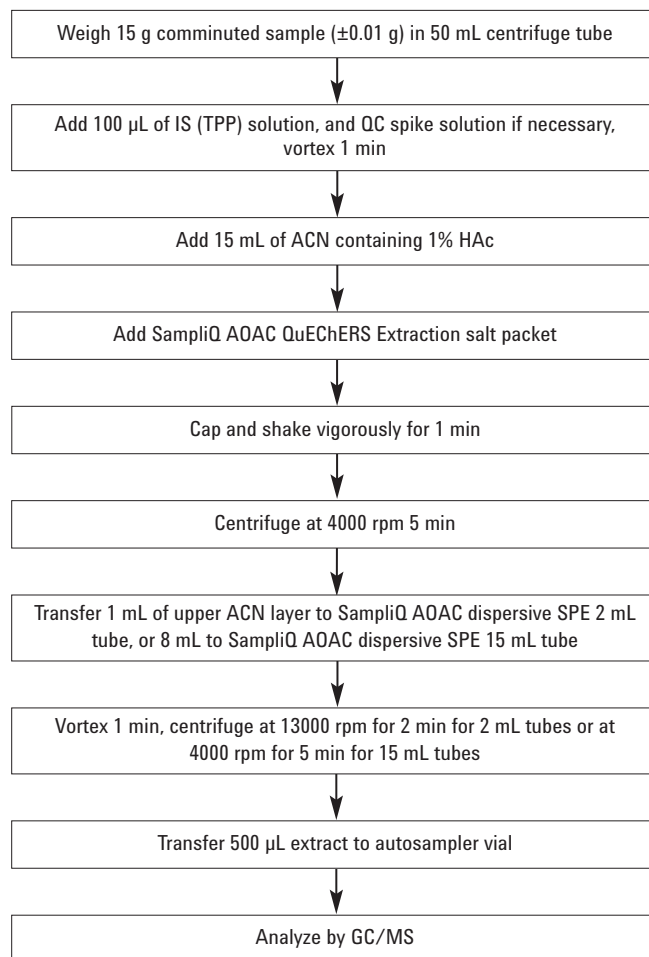 Weigh 15 g comminuted sample (±0.01 g) in 50 mL centrifuge tube
Add 100 µL of IS (TPP) solution, and QC spike solution if necessary,
vortex 1 min
Add 15 mL of ACN containing 1% HAc
Add SampliQ AOAC QuEChERS Extraction salt packet
Cap and shake vigorously for 1 min
Centrifuge at 4000 rpm 5 min
Transfer 1 mL of upper ACN layer to SampliQ AOAC dispersive SPE 2 mL
tube, or 8 mL to SampliQ AOAC dispersive SPE 15 mL tube
Vortex 1 min, centrifuge at 13000 rpm for 2 min for 2 mL tubes or at
4000 rpm for 5 min for 15 mL tubes
Transfer 500 µL extract to autosampler vial
Analyze by GC/MS